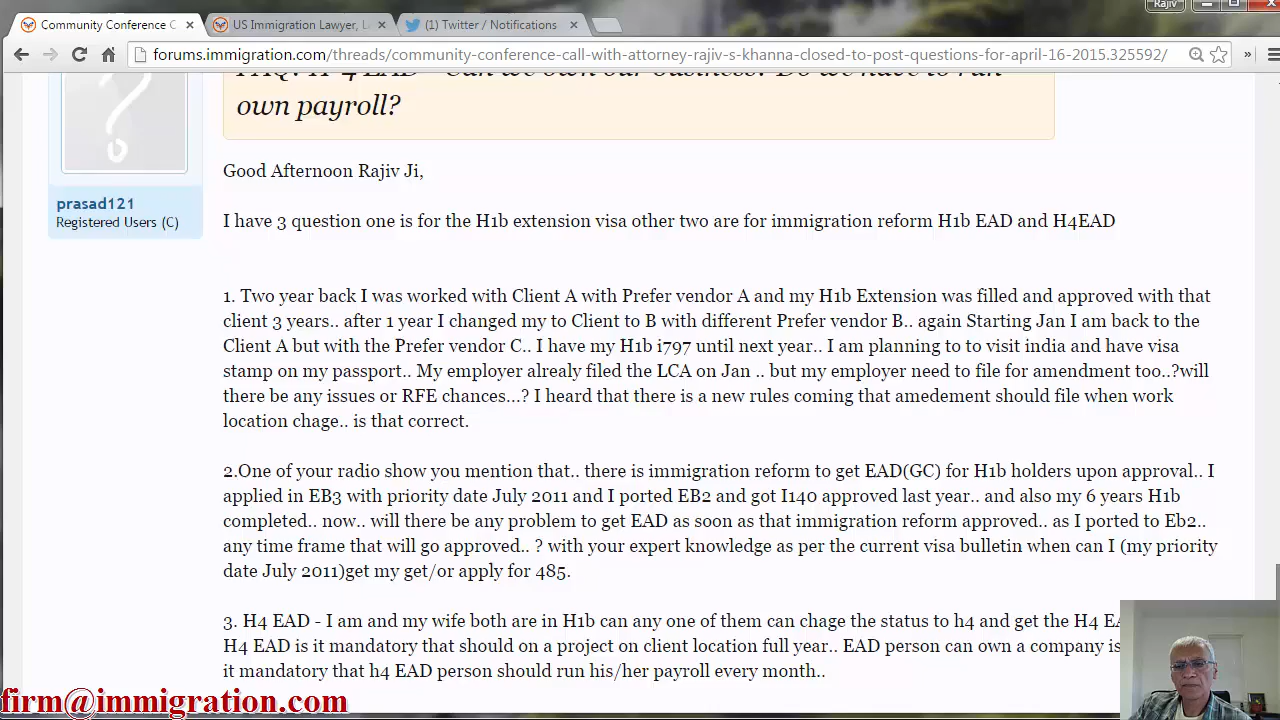 Rajiv
Community Conference C
US Immigration Lawyer, L
(1) Twitter / Notifications
forums.immigration.com/threads/community-conference-call-with-attorney-rajiv-s-khanna-closed-to-post-questions-for-april-16-2015.325592/
FAQ: H-4 EAD - Can we own our business? Do we have to run
own payroll?
prasad121
Registered Users (C)
Good Afternoon Rajiv Ji,
I have 3 question one is for the H1b extension visa other two are for immigration reform H1b EAD and H4EAD
1. Two year back I was worked with Client A with Prefer vendor A and my H1b Extension was filled and approved with that
client 3 years.. after 1 year I changed my to Client to B with different Prefer vendor B.. again Starting Jan I am back to the
Client A but with the Prefer vendor C.. I have my H1b i797 until next year.. I am planning to to visit india and have visa
stamp on my passport.. My employer alrealy filed the LCA on Jan .. but my employer need to file for amendment too..?will
there be any issues or RFE chances...? I heard that there is a new rules coming that amedement should file when work
location chage.. is that correct.
2.One of your radio show you mention that.. there is immigration reform to get EAD(GC) for H1b holders upon approval.. I
applied in EB3 with priority date July 2011 and I ported EB2 and got I140 approved last year.. and also my 6 years H1b
completed.. now.. will there be any problem to get EAD as soon as that immigration reform approved.. as I ported to Eb2..
any time frame that will go approved.. ? with your expert knowledge as per the current visa bulletin when can I (my priority
date July 2011)get my get/or apply for 485.
3. H4 EAD - I am and my wife both are in H1b can any one of them can chage the status to h4 and get the H4
H4 EAD is it mandatory that should on a project on client location full year.. EAD person can own a company
it mandatory that h4 EAD person should run his/her payroll every month..
firm@immigration.com